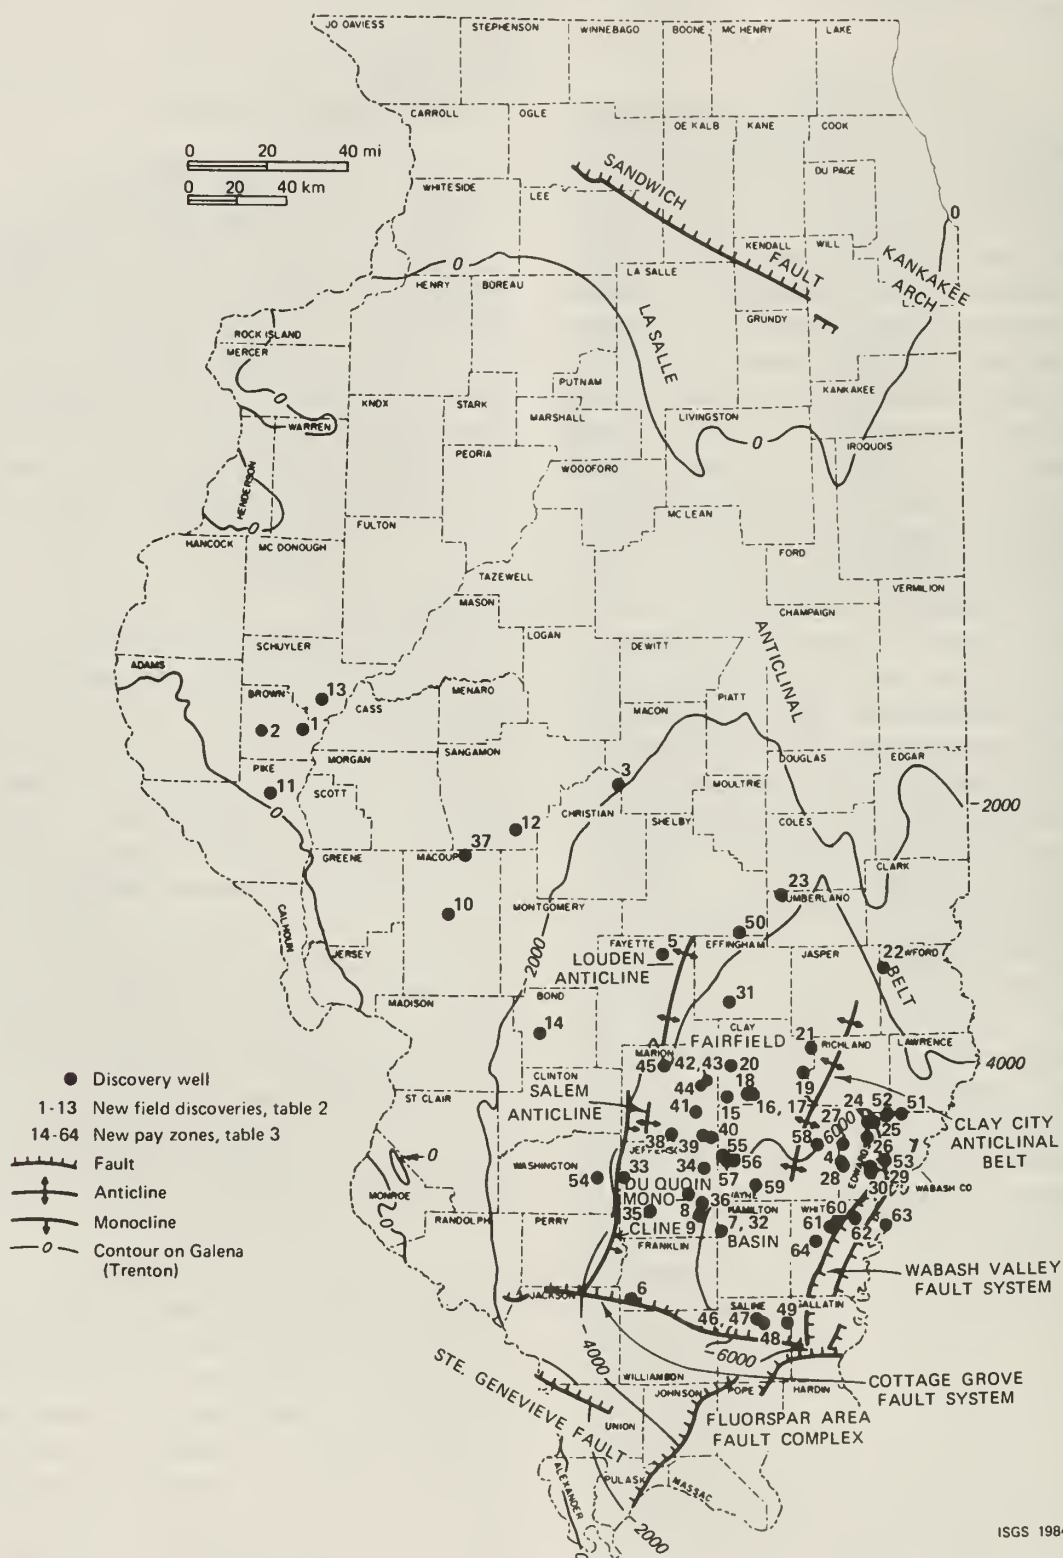 JO DAVIESS
STEPHENSON
WINNEBAGO
BOONE
MC HENRY
LAKE
CARROLL
OGLE
DE KALB
KANE
COOK
0 20 40 mi
0 20 40 km
SANDWICH
FAULT
DU PAGE
WHITESIDE
LEE
0
KENDALL
WILL
KANKAKEE
ARCH
0
LA SALLE
HENRY
BUREAU
GRUNDY
ROCK ISLAND
MERCER
LA SALLE
PUTNAM
KANKAKEE
0
KNOX
STARK
MARSHALL
LIVINGSTON
WARREN
0
IROQUOIS
PEORIA
WOODFORD
HENDERSON
0
FULTON
MC LEAN
HANCOCK
MC DONOUGH
FORD
TAZEWELL
VERMILION
MASON
CHAMPAIGN
LOGAN
SCHUYLER
DEWITT
ANTICLINAL
ADAMS
BROWN
13
CASS
MENARD
PIATT
2
1
MACON
SANGAMON
PIKE
MORGAN
DOUGLAS
EDGAR
11
SCOTT
3
MOULTRIE
-2000
0
CHRISTIAN
12
SHELBY
COLES
37
GREENE
MACOUP
CLARK
23
CUMBERLAND
10
MONTGOMERY
CALHOUN
50
-2000
FAYETTE
5
EFFINGHAM
JERSEY
LOUDEN
ANTICLINE
JASPER
22
WFORD
BELT
MADISON
BOND
31
14
CLAY
FAIRFIELD
21
RICHLAND
LAWRENCE
-4000
MARION
45
42, 43
20
Discovery well
CLINTON
44
18
19
1-13 New field discoveries, table 2
ST CLAIR
SALEM
ANTICLINE
41
15
16, 17
24
52
51
14-64 New pay zones, table 3
27
-6000
25
CLAY CITY
ANTICLINAL
BELT
Fault
38
39
40
58
26
JEFFERSON
55
4
53
Anticline
WASHINGTON
33
34
56
28
EDWARDS
29
54
57
30
WABASH CO
Monocline
MONROE
DU QUOIN
MONO-
CLINE
36
WAYNE
59
0
RANDOLPH
PERRY
35
8
HAMILTON
WHITE
60
63
0 Contour on Galena
(Trenton)
9
7, 32
61
62
FRANKLIN
BASIN
64
WABASH VALLEY
FAULT SYSTEM
JACKSON
6
SALINE
49
GALLATIN
46, 47
48
-4000
-6000
COTTAGE GROVE
FAULT SYSTEM
STE. GENEVIEVE FAULT
WILLIAMSON
JOHNSON
POPE
HARDIN
UNION
FLUORSPAR AREA
FAULT COMPLEX
ALEXANDER
PULASKI
MASSAC
-2000
ISGS 1984